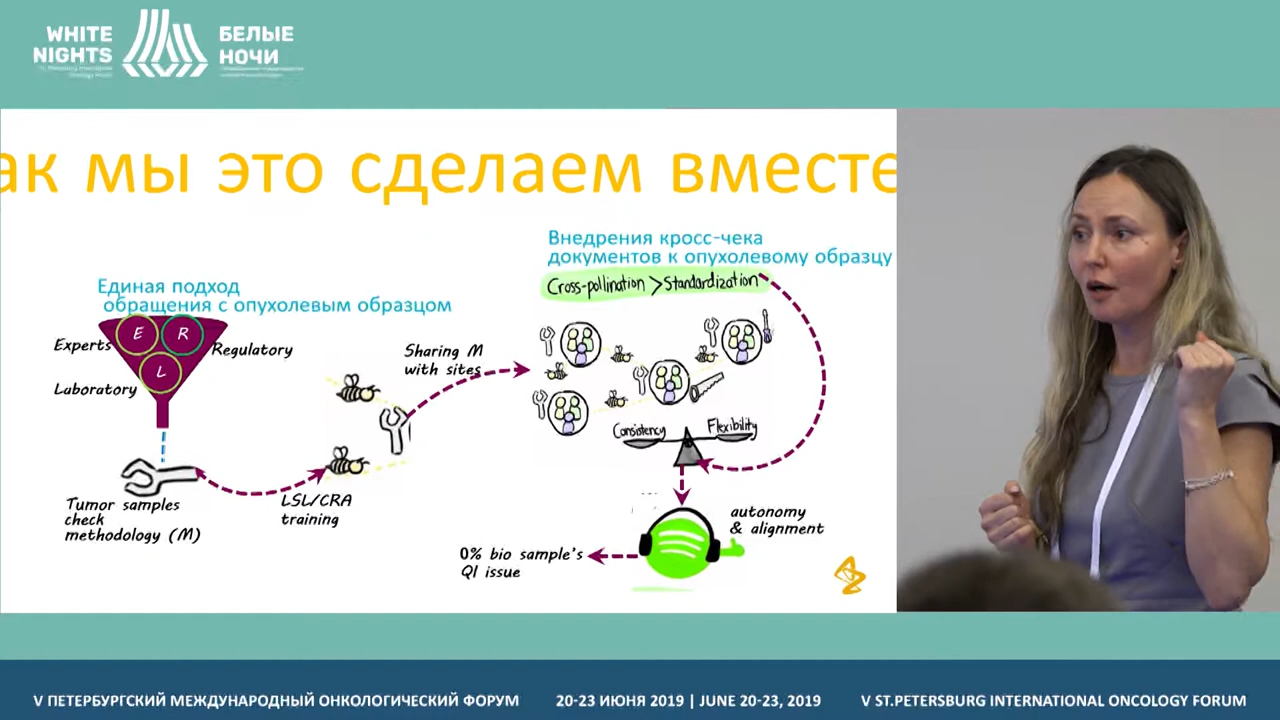 WHITE
NIGHTS
БЕЛЫЕ
НОЧИ
ак мы это сделаем вместе
Единая подход
обращения с опухолевым образцом
Experts
E
R
L
Regulatory
Laboratory
Tumor samples
check
methodology (M)
LSL/CRA
training
Sharing M
with sites
Внедрения кросс-чека
документов к опухолевому образцу
Cross-pollination > Standardization
Consistency
Flexibility
autonomy
& alignment
0% bio sample's
QI issue
V ПЕТЕРБУРГСКИЙ МЕЖДУНАРОДНЫЙ ОНКОЛОГИЧЕСКИЙ ФОРУМ
20-23 ИЮНЯ 2019 | JUNE 20-23, 2019
V ST.PETERSBURG INTERNATIONAL ONCOLOGY FORUM